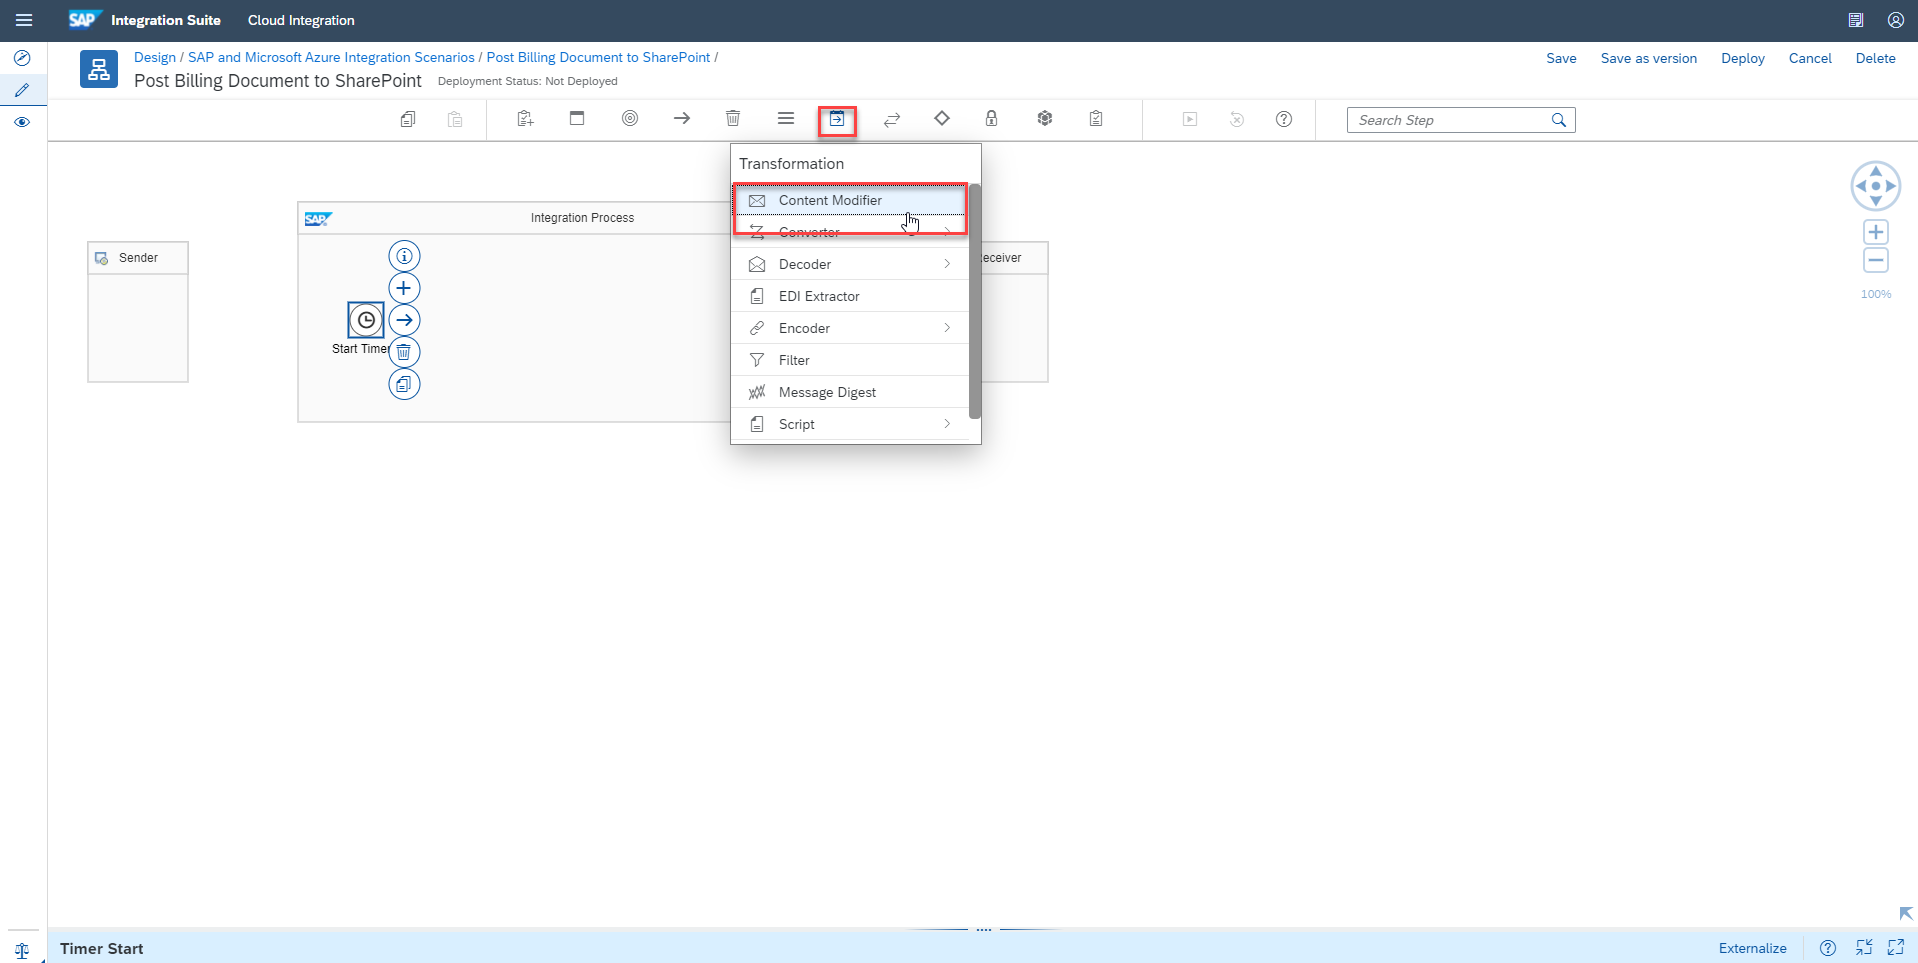 SAP Integration Suite Cloud Integration
Design / SAP and Microsoft Azure Integration Scenarios / Post Billing Document to SharePoint /
Post Billing Document to SharePoint Deployment Status: Not Deployed
Save Save as version Deploy Cancel Delete
Search Step
Transformation
Content Modifier
Converter
Decoder
EDI Extractor
Encoder
Filter
Message Digest
Script
SAP Integration Process
Sender
eceiver
Start Timer
100%
Timer Start
Externalize